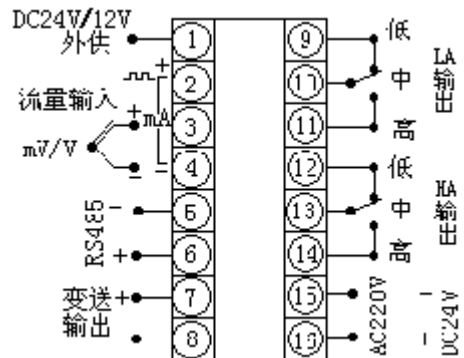 DC24V/12V
外供
流量输入
mV/V
+
mA
+
−
−
RS485
−
+
变送
输出
+
1
2
3
4
5
6
7
8
9
10
11
12
13
14
15
16
低
中
高
LA
输出
低
中
高
HA
输出
AC220V
−
−
DC24V